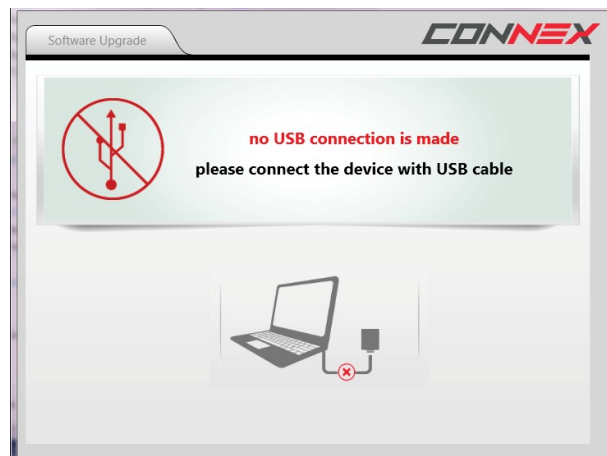 Software Upgrade
CONNEX
no USB connection is made
please connect the device with USB cable